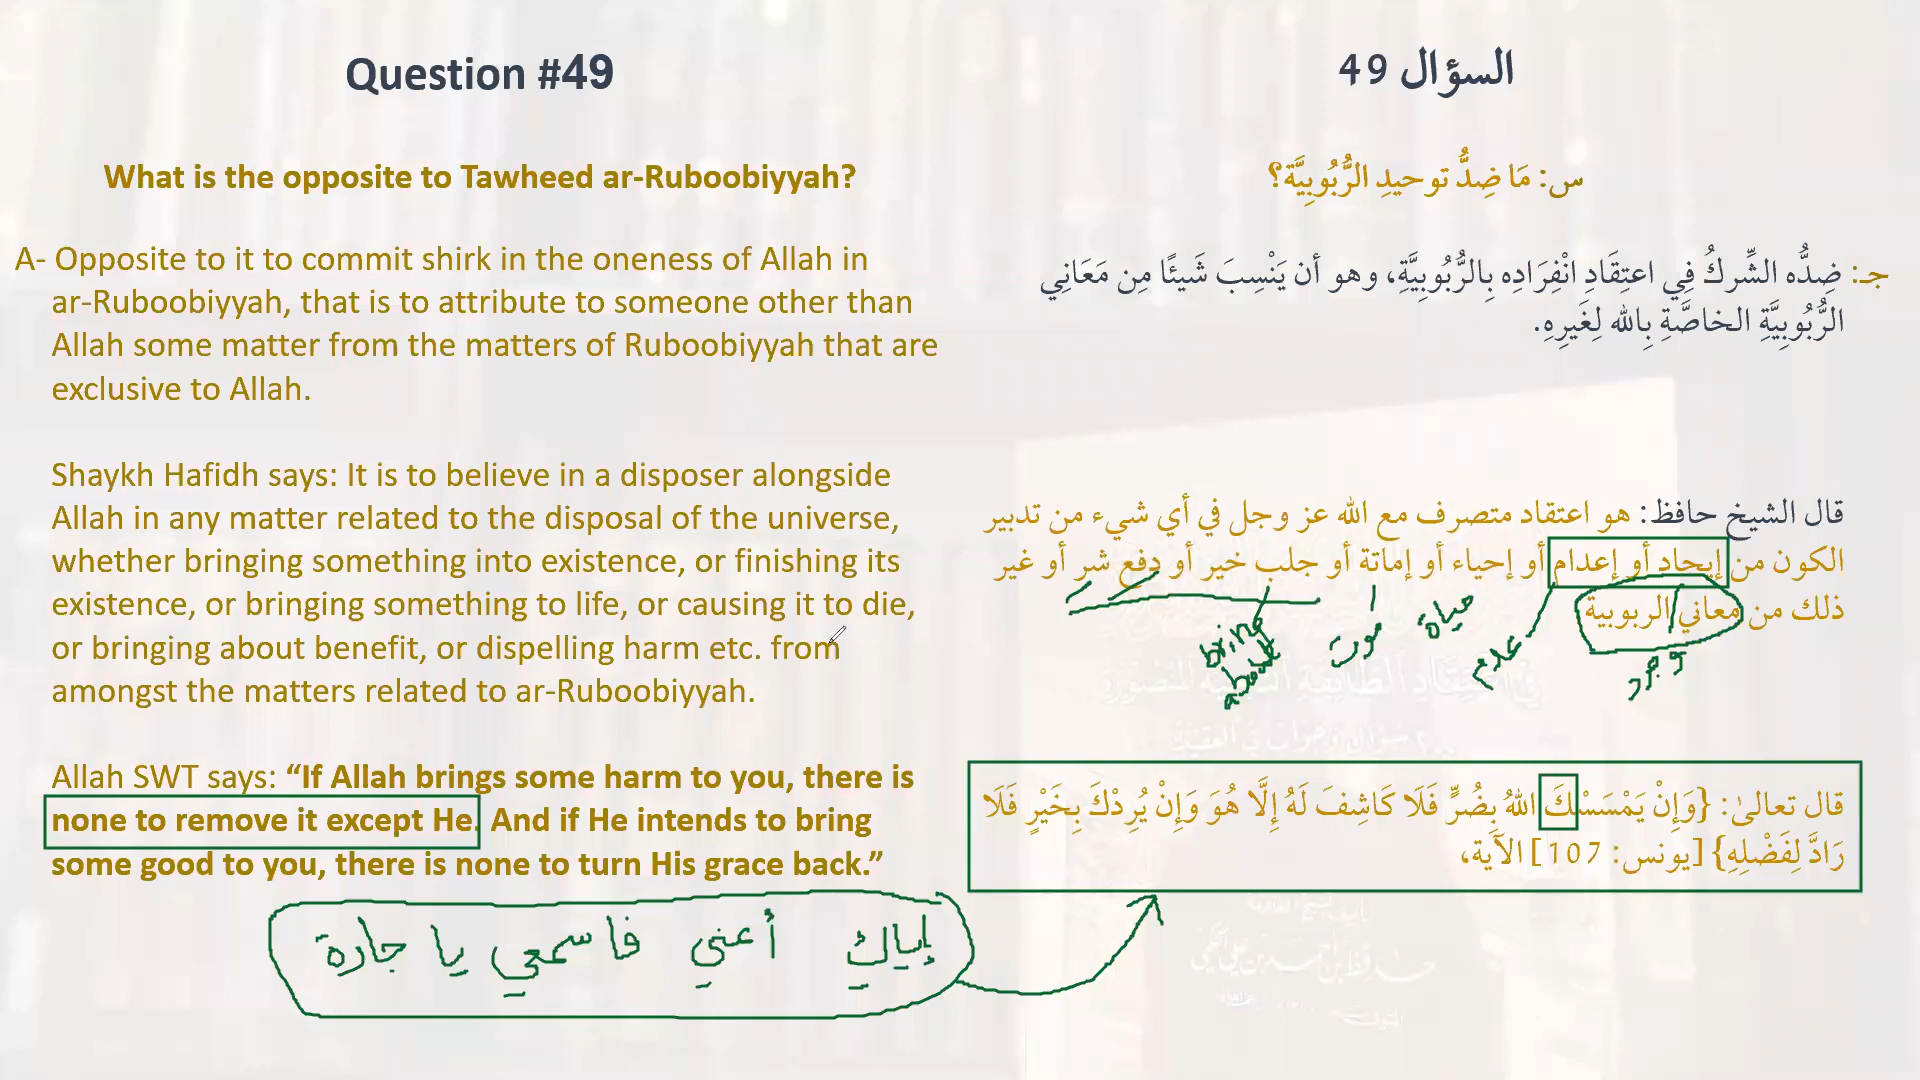 Question #49
What is the opposite to Tawheed ar-Ruboobiyyah?
A- Opposite to it to commit shirk in the oneness of Allah in
ar-Ruboobiyyah, that is to attribute to someone other than
Allah some matter from the matters of Ruboobiyyah that are
exclusive to Allah.
Shaykh Hafidh says: It is to believe in a disposer alongside
Allah in any matter related to the disposal of the universe,
whether bringing something into existence, or finishing its
existence, or bringing something to life, or causing it to die,
or bringing about benefit, or dispelling harm etc. from
amongst the matters related to ar-Ruboobiyyah.
Allah SWT says: “If Allah brings some harm to you, there is
none to remove it except He. And if He intends to bring
some good to you, there is none to turn His grace back.”
السؤال 49
س: مَا ضِدُّ توحيدِ الرُّبُوبِيَّة؟
جـ: ضِدُّه الشِّركُ فِي اعتِقَادِ انْفِرَادِه بِالرُّبُوبِيَّةِ، وهو أن يَنْسِبَ شَيئًا مِن مَعَانِي
الرُّبُوبِيَّةِ الخاصَّةِ بِالله لِغَيرِهِ.
قال الشيخ حافظ: هو اعتقاد متصرف مع الله عز وجل في أي شيء من تدبير
الكون من إيجاد أو إعدام أو إحياء أو إماتة أو جلب خير أو دفع شر أو غير
ذلك من معاني الربوبية
bring about
موت
حياة
عدم
وجود
قال تعالىٰ: {وَإِنْ يَمْسَسْكَ اللهُ بِضُرٍّ فَلَا كَاشِفَ لَهُ إِلَّا هُوَ وَإِنْ يُرِدْكَ بِخَيْرٍ فَلَا
رَادَّ لِفَضْلِهِ} [يونس: 107] الآية،
إياك أعني فاسمعي يا جارة